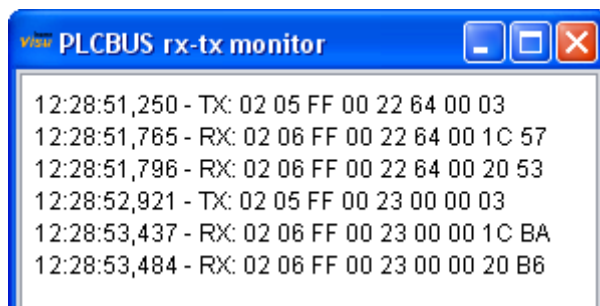 Visu PLCBUS rx-tx monitor
12:28:51,250 - TX: 02 05 FF 00 22 64 00 03
12:28:51,765 - RX: 02 06 FF 00 22 64 00 1C 57
12:28:51,796 - RX: 02 06 FF 00 22 64 00 20 53
12:28:52,921 - TX: 02 05 FF 00 23 00 00 03
12:28:53,437 - RX: 02 06 FF 00 23 00 00 1C BA
12:28:53,484 - RX: 02 06 FF 00 23 00 00 20 B6